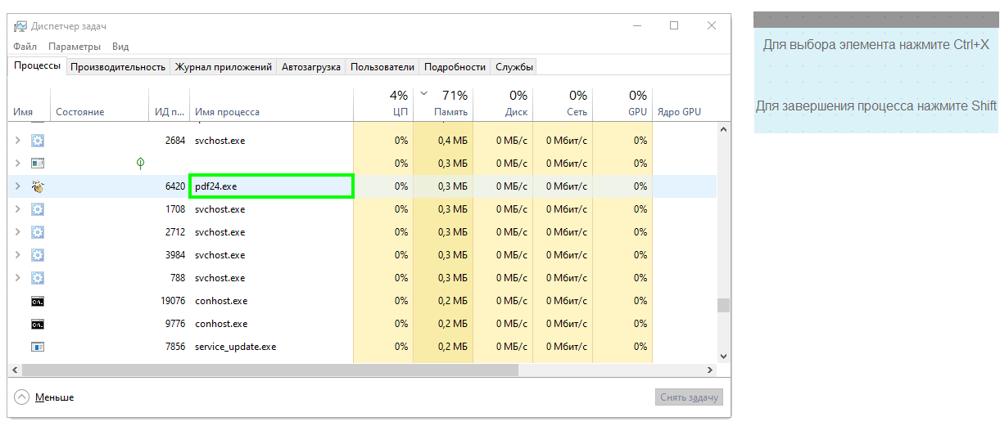 Диспетчер задач
Файл Параметры Вид
Процессы Производительность Журнал приложений Автозагрузка Пользователи Подробности Службы
4% 71% 0% 0% 0%
Имя Состояние ИД п... Имя процесса ЦП Память Диск Сеть GPU Ядро GPU
2684 svchost.exe 0% 0,4 МБ 0 МБ/с 0 Мбит/с 0%
0% 0,3 МБ 0 МБ/с 0 Мбит/с 0%
6420 pdf24.exe 0% 0,3 МБ 0 МБ/с 0 Мбит/с 0%
1708 svchost.exe 0% 0,3 МБ 0 МБ/с 0 Мбит/с 0%
2712 svchost.exe 0% 0,3 МБ 0 МБ/с 0 Мбит/с 0%
3984 svchost.exe 0% 0,3 МБ 0 МБ/с 0 Мбит/с 0%
788 svchost.exe 0% 0,3 МБ 0 МБ/с 0 Мбит/с 0%
19076 conhost.exe 0% 0,2 МБ 0 МБ/с 0 Мбит/с 0%
9776 conhost.exe 0% 0,2 МБ 0 МБ/с 0 Мбит/с 0%
7856 service_update.exe 0% 0,2 МБ 0 МБ/с 0 Мбит/с 0%
Меньше Снять задачу
Для выбора элемента нажмите Ctrl+X
Для завершения процесса нажмите Shift